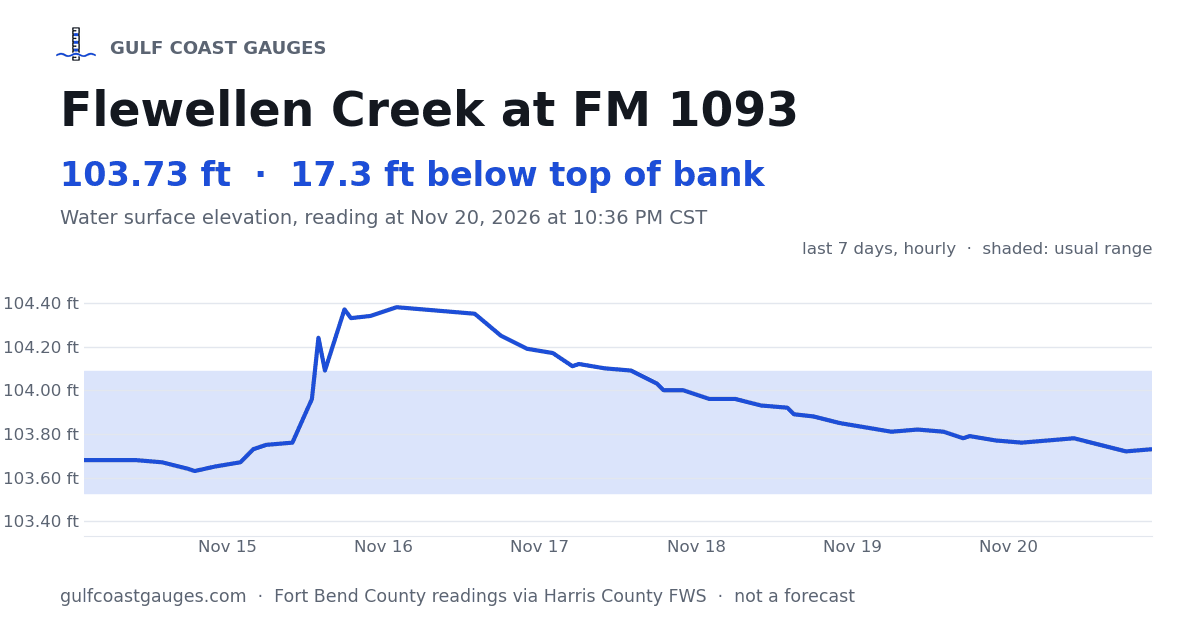 GULF COAST GAUGES
Flewellen Creek at FM 1093
103.73 ft · 17.3 ft below top of bank
Water surface elevation, reading at Nov 20, 2026 at 10:36 PM CST
last 7 days, hourly · shaded: usual range
104.40 ft
104.20 ft
104.00 ft
103.80 ft
103.60 ft
103.40 ft
Nov 15 Nov 16 Nov 17 Nov 18 Nov 19 Nov 20
gulfcoastgauges.com · Fort Bend County readings via Harris County FWS · not a forecast